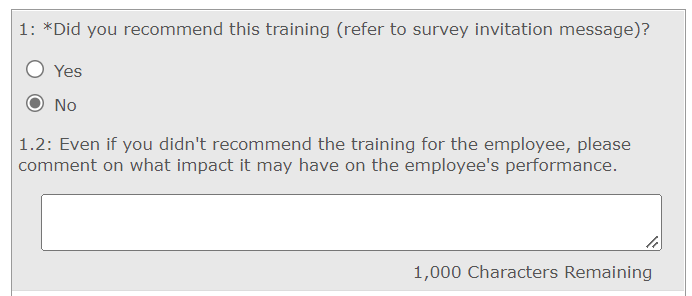 1: *Did you recommend this training (refer to survey invitation message)?
Yes
No
1.2: Even if you didn't recommend the training for the employee, please
comment on what impact it may have on the employee's performance.
1,000 Characters Remaining